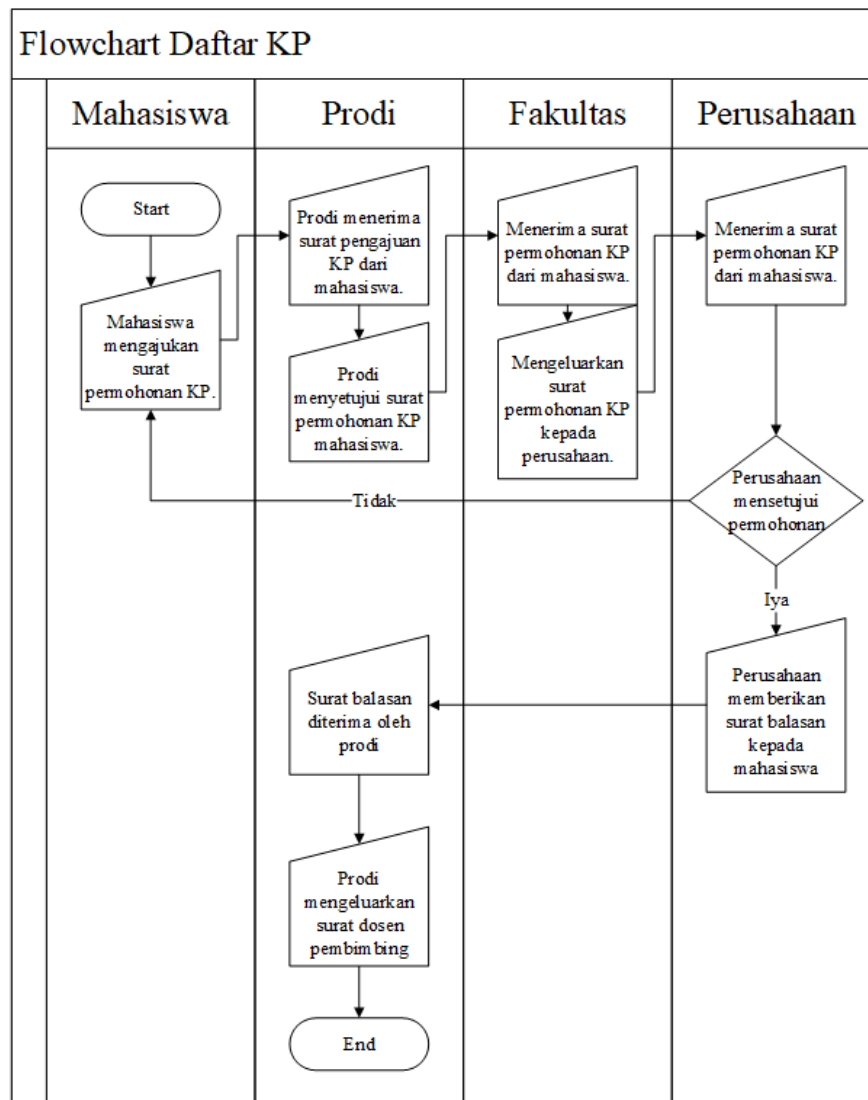 Flowchart Daftar KP
Mahasiswa
Prodi
Fakultas
Perusahaan
Start
Mahasiswa
mengajukan
surat
permohonan KP.
Prodi menerima
surat pengajuan
KP dari
mahasiswa.
Prodi
menyetujui surat
permohonan KP
mahasiswa.
Menerima surat
permohonan KP
dari mahasiswa.
Mengeluarkan
surat
permohonan KP
kepada
perusahaan.
Menerima surat
permohonan KP
dari mahasiswa.
Perusahaan
mensetujui
permohonan
Tidak
Iya
Perusahaan
memberikan
surat balasan
kepada
mahasiswa
Surat balasan
diterima oleh
prodi
Prodi
mengeluarkan
surat dosen
pembimbing
End